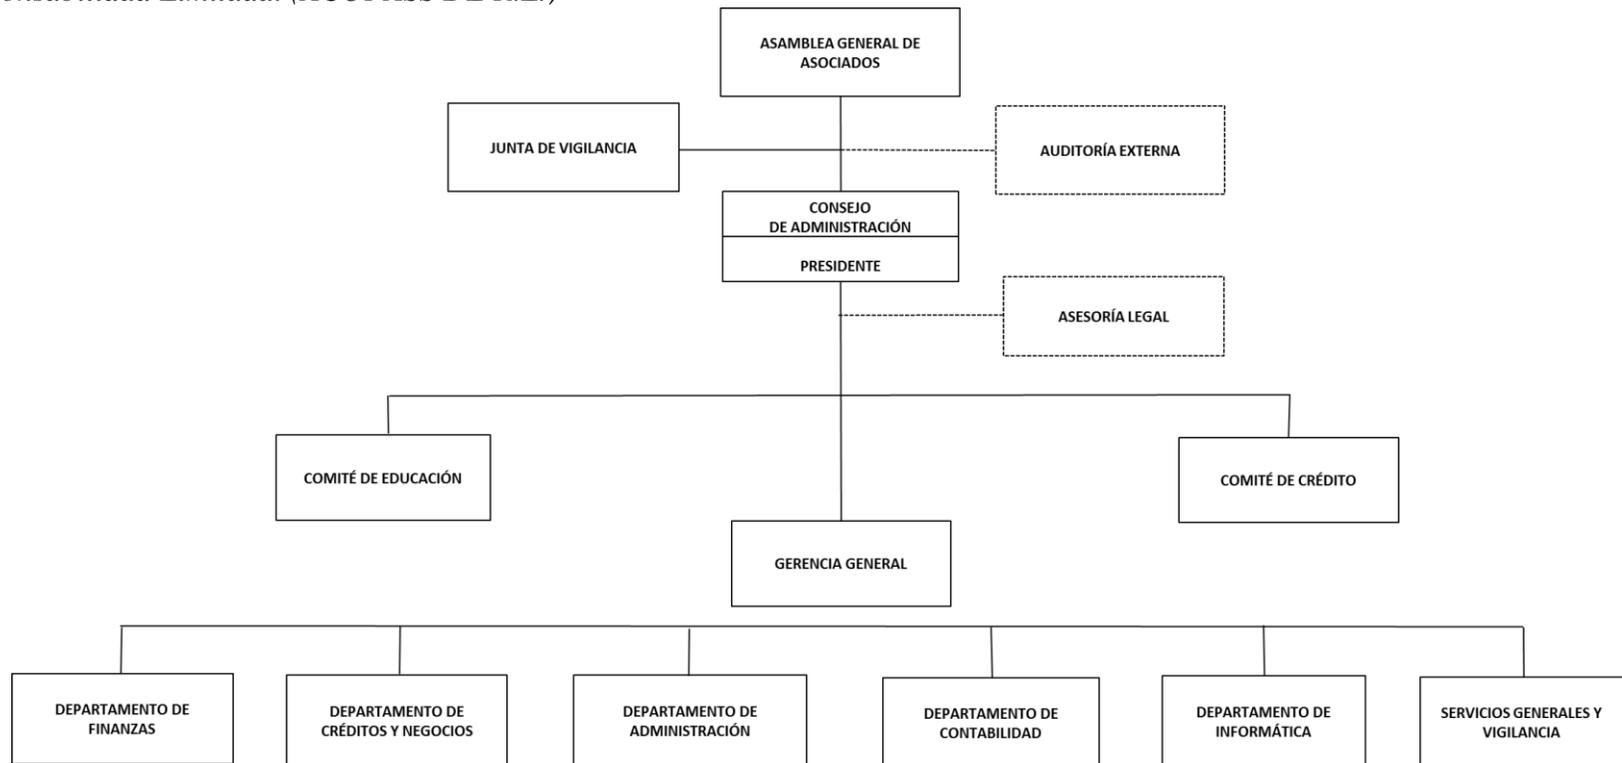 ASAMBLEA GENERAL DE
ASOCIADOS
JUNTA DE VIGILANCIA
AUDITORÍA EXTERNA
CONSEJO
DE ADMINISTRACIÓN
PRESIDENTE
ASESORÍA LEGAL
COMITÉ DE EDUCACIÓN
COMITÉ DE CRÉDITO
GERENCIA GENERAL
DEPARTAMENTO DE
FINANZAS
DEPARTAMENTO DE
CRÉDITOS Y NEGOCIOS
DEPARTAMENTO DE
ADMINISTRACIÓN
DEPARTAMENTO DE
CONTABILIDAD
DEPARTAMENTO DE
INFORMÁTICA
SERVICIOS GENERALES Y
VIGILANCIA